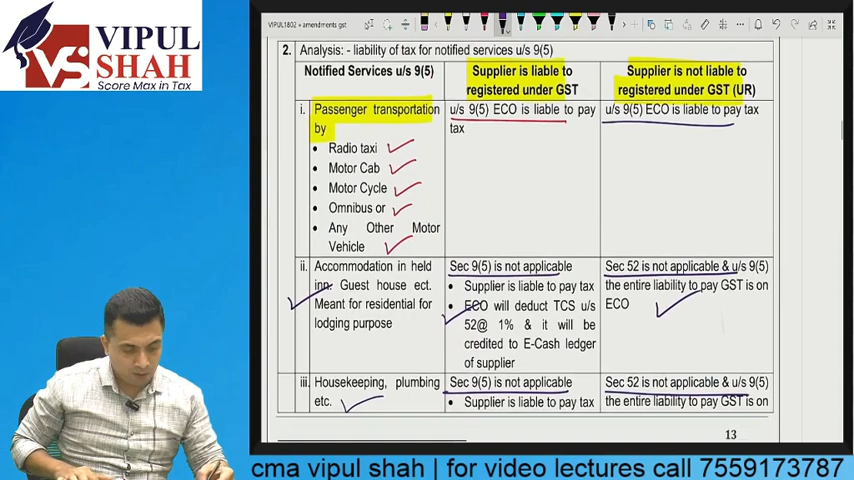 VIPUL
SHAH
Score Max in Tax
VS
VIPUL1802 + amendments gst
2. Analysis: - liability of tax for notified services u/s 9(5)
Notified Services u/s 9(5)
Supplier is liable to
registered under GST
Supplier is not liable to
registered under GST (UR)
i. Passenger transportation
by
• Radio taxi
• Motor Cab
• Motor Cycle
• Omnibus or
• Any Other Motor
Vehicle
u/s 9(5) ECO is liable to pay
tax
u/s 9(5) ECO is liable to pay tax
ii. Accommodation in held
inn. Guest house ect.
Meant for residential for
lodging purpose
Sec 9(5) is not applicable
• Supplier is liable to pay tax
• ECO will deduct TCS u/s
52@ 1% & it will be
credited to E-Cash ledger
of supplier
Sec 52 is not applicable & u/s 9(5)
the entire liability to pay GST is on
ECO
iii. Housekeeping, plumbing
etc.
Sec 9(5) is not applicable
• Supplier is liable to pay tax
Sec 52 is not applicable & u/s 9(5)
the entire liability to pay GST is on
13
cma vipul shah | for video lectures call 7559173787